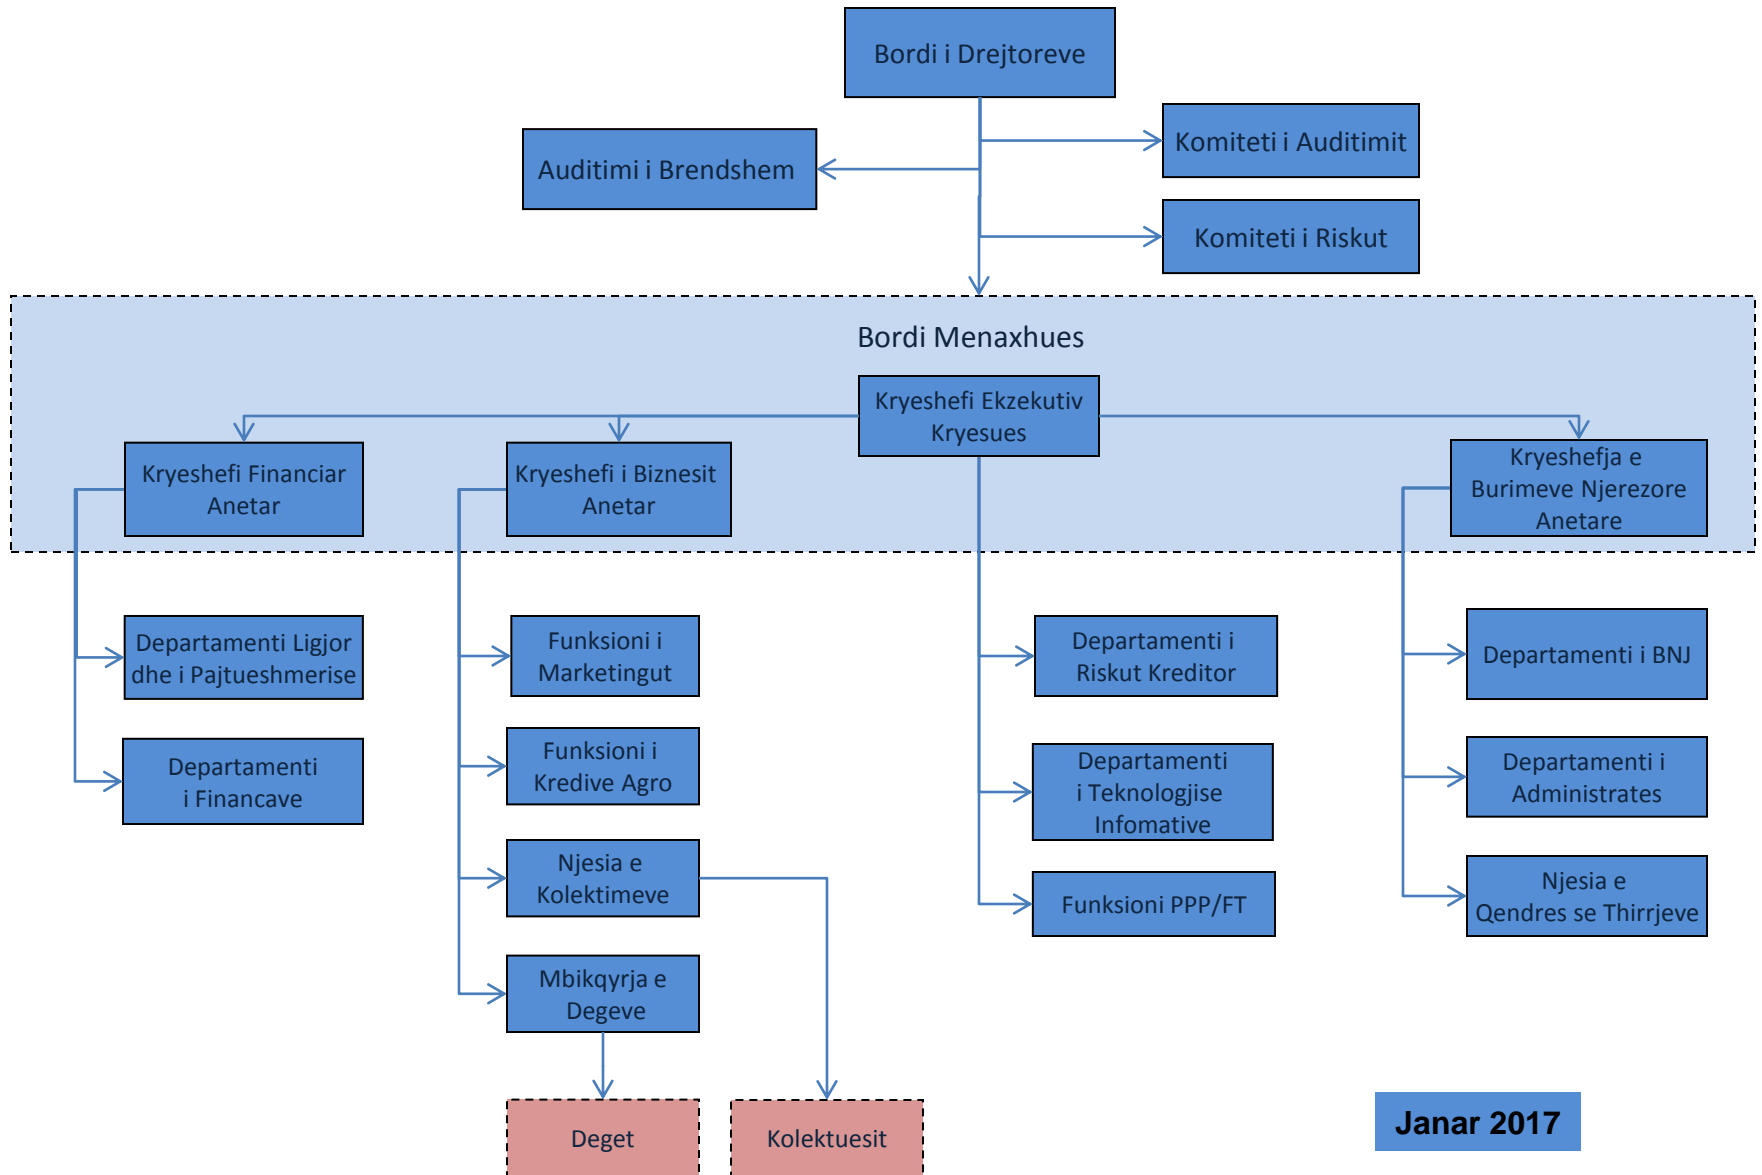 Bordi i Drejtoreve
Komiteti i Auditimit
Auditimi i Brendshem
Komiteti i Riskut
Bordi Menaxhues
Kryeshefi Ekzekutiv
Kryesues
Kryeshefi Financiar
Anetar
Kryeshefi i Biznesit
Anetar
Kryeshefja e
Burimeve Njerezore
Anetare
Departamenti Ligjor
dhe i Pajtueshmerise
Departamenti
i Financave
Funksioni i
Marketingut
Funksioni i
Kredive Agro
Njesia e
Kolektimeve
Mbikqyrja e
Degeve
Departamenti i
Riskut Kreditor
Departamenti
i Teknologjise
Infomative
Funksioni PPP/FT
Departamenti i BNJ
Departamenti i
Administrates
Njesia e
Qendres se Thirrjeve
Deget
Kolektuesit
Janar 2017